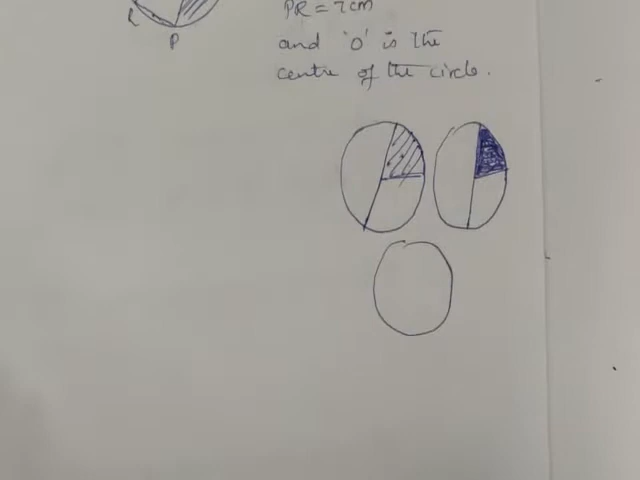 R
P
PR = 7cm
and 'O' is the
centre of the circle.